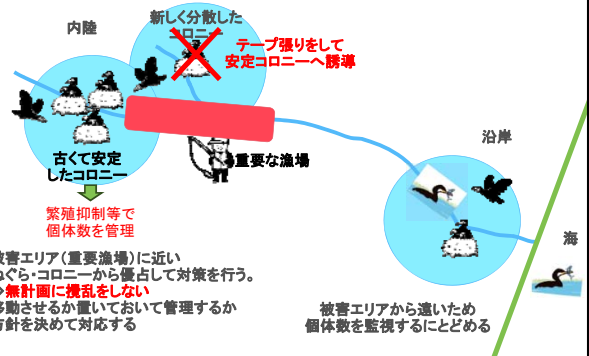 内陸
新しく分散した
コロニー
テープ張りをして
安定コロニーへ誘導
古くて安定
したコロニー
重要な漁場
沿岸
海
繁殖抑制等で
個体数を管理
被害エリア（重要漁場）に近い
ねぐら・コロニーから優占して対策を行う。
⇒無計画に攪乱をしない
移動させるか置いておいて管理するか
方針を決めて対応する
被害エリアから遠いため
個体数を監視するにとどめる